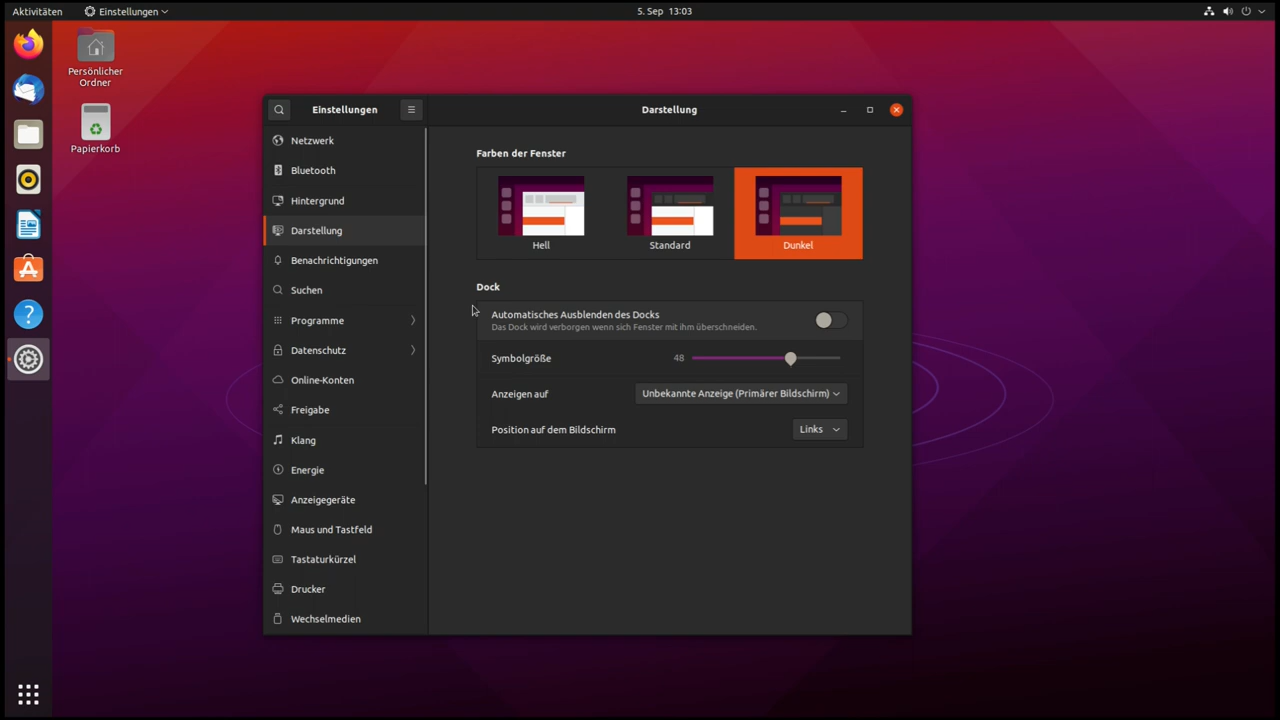 Aktivitäten
Einstellungen
5. Sep 13:03
Persönlicher
Ordner
Papierkorb
Einstellungen
Darstellung
Netzwerk
Bluetooth
Hintergrund
Darstellung
Benachrichtigungen
Suchen
Programme
Datenschutz
Online-Konten
Freigabe
Klang
Energie
Anzeigegeräte
Maus und Tastfeld
Tastaturkürzel
Drucker
Wechselmedien
Farben der Fenster
Hell
Standard
Dunkel
Dock
Automatisches Ausblenden des Docks
Das Dock wird verborgen wenn sich Fenster mit ihm überschneiden.
Symbolgröße 48
Anzeigen auf Unbekannte Anzeige (Primärer Bildschirm)
Position auf dem Bildschirm Links